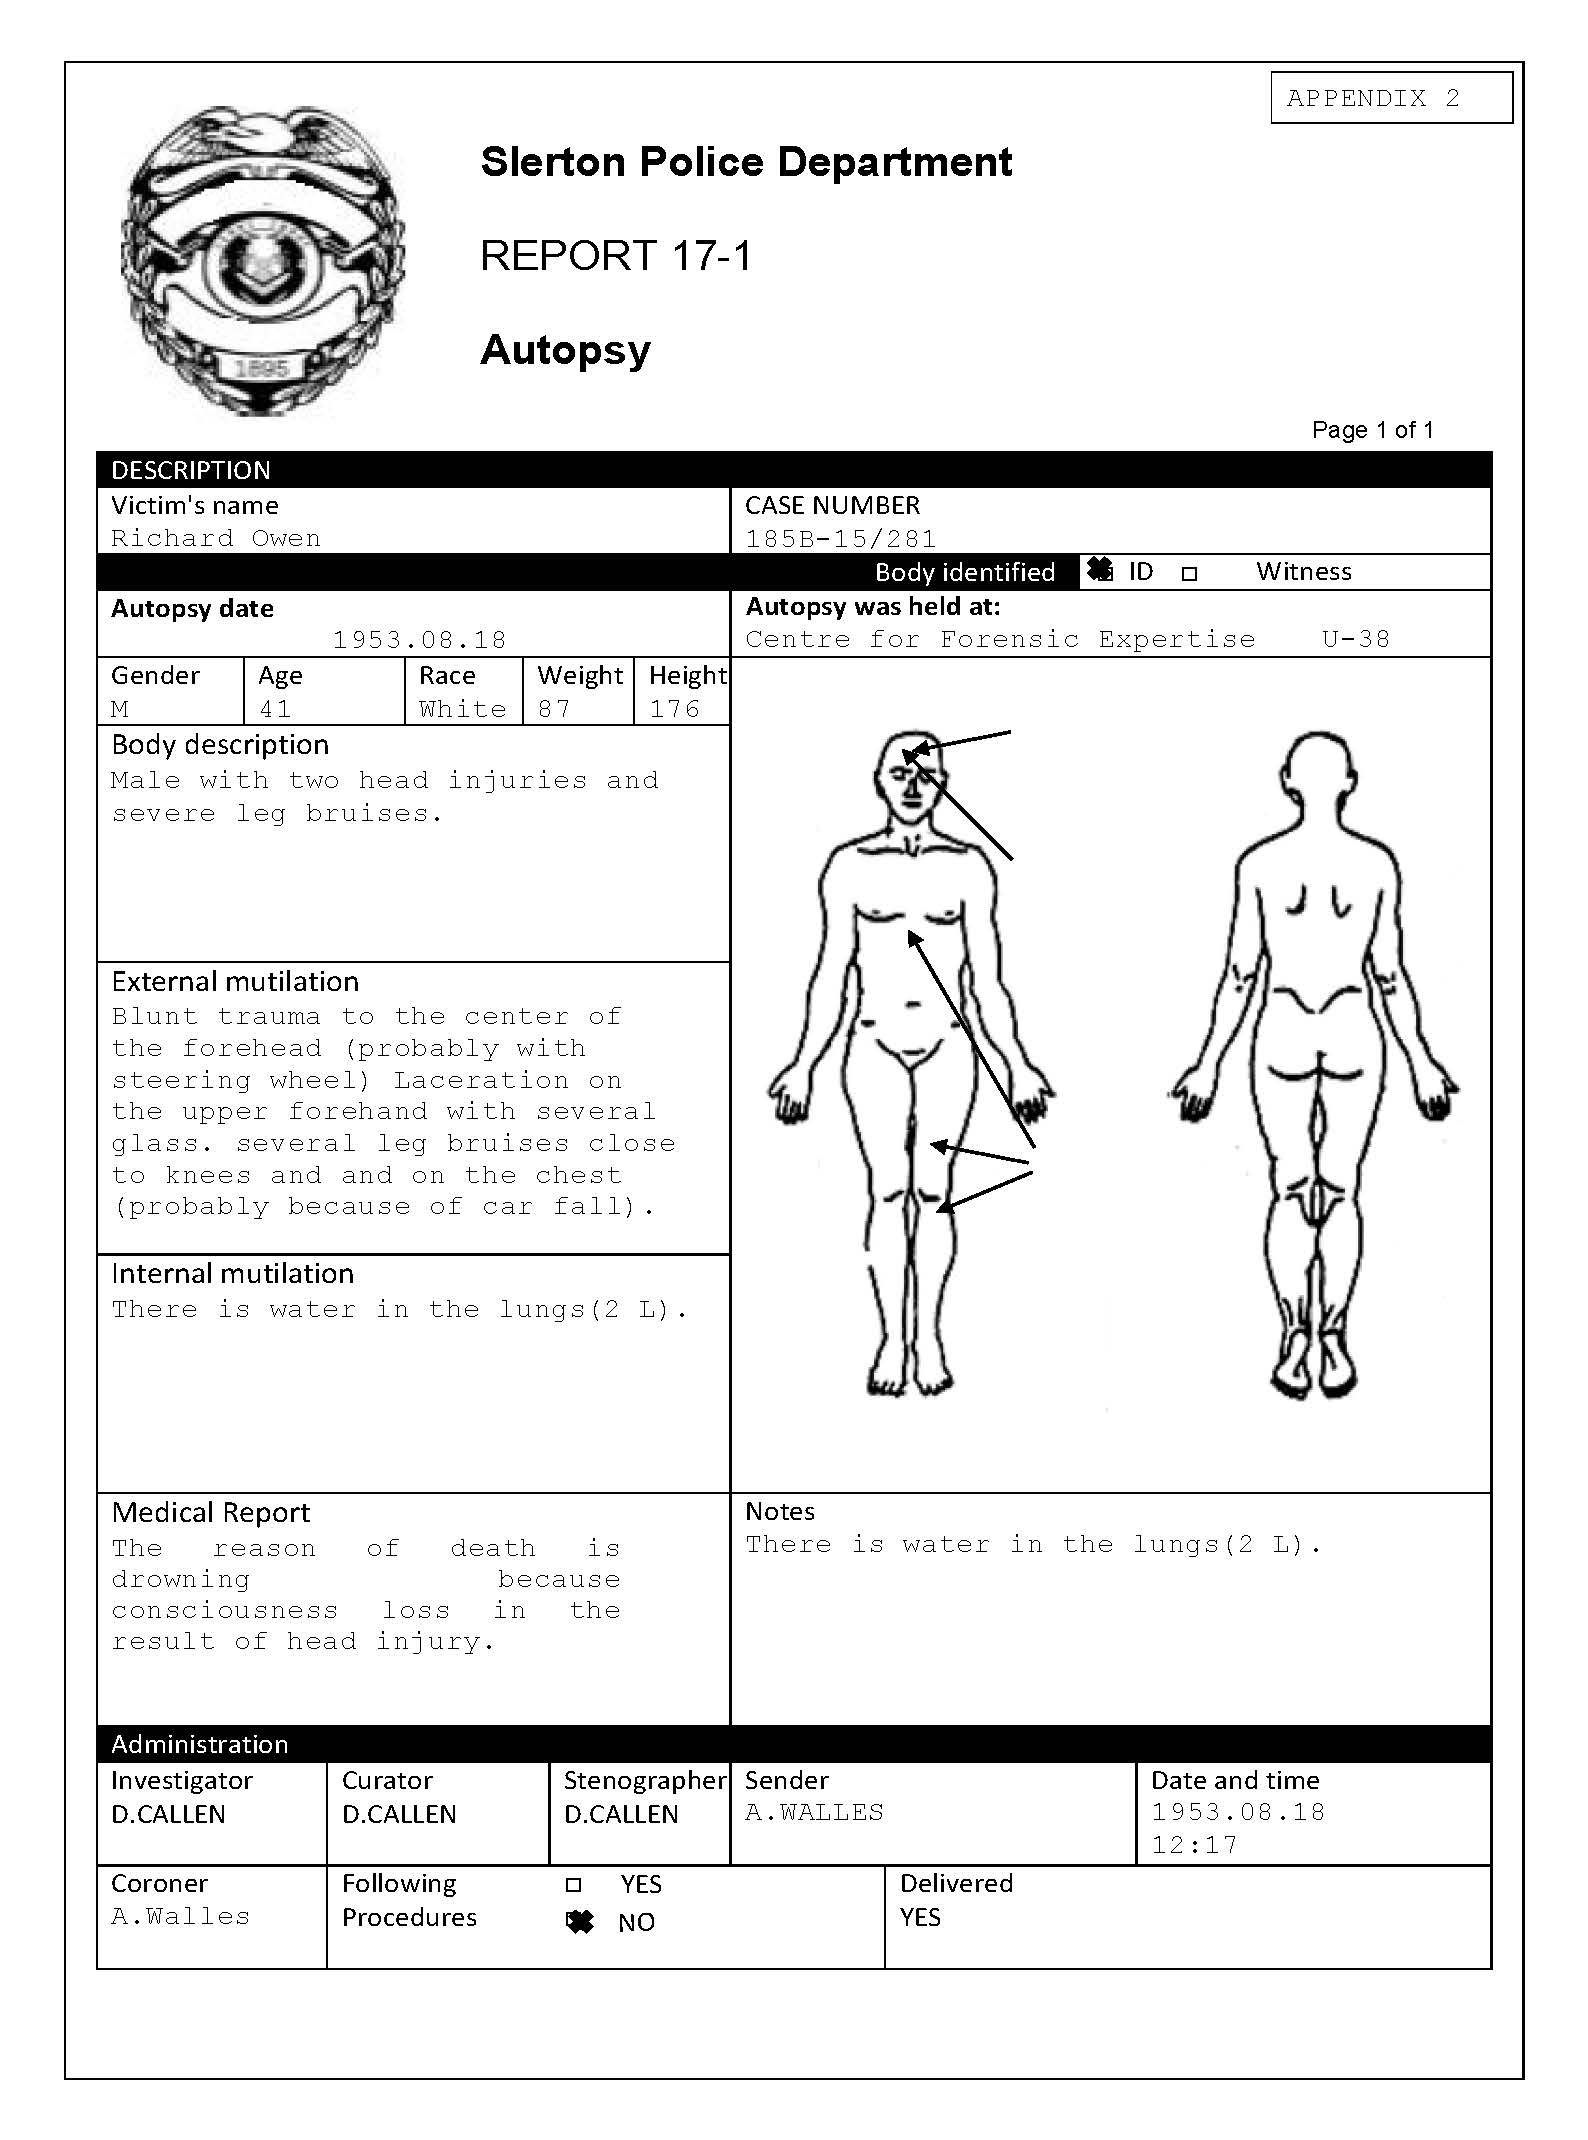 APPENDIX 2
Slerton Police Department
REPORT 17-1
Autopsy
1895
Page 1 of 1
DESCRIPTION
Victim's name
Richard Owen
CASE NUMBER
185B-15/281
Body identified ID Witness
Autopsy date
1953.08.18
Autopsy was held at:
Centre for Forensic Expertise U-38
Gender Age Race Weight Height
M 41 White 87 176
Body description
Male with two head injuries and
severe leg bruises.
External mutilation
Blunt trauma to the center of
the forehead (probably with
steering wheel) Laceration on
the upper forehand with several
glass. several leg bruises close
to knees and and on the chest
(probably because of car fall).
Internal mutilation
There is water in the lungs(2 L).
Medical Report
The reason of death is
drowning because
consciousness loss in the
result of head injury.
Notes
There is water in the lungs(2 L).
Administration
Investigator Curator Stenographer Sender Date and time
D.CALLEN D.CALLEN D.CALLEN A.WALLES 1953.08.18
12:17
Coroner Following YES Delivered
A.Walles Procedures NO YES